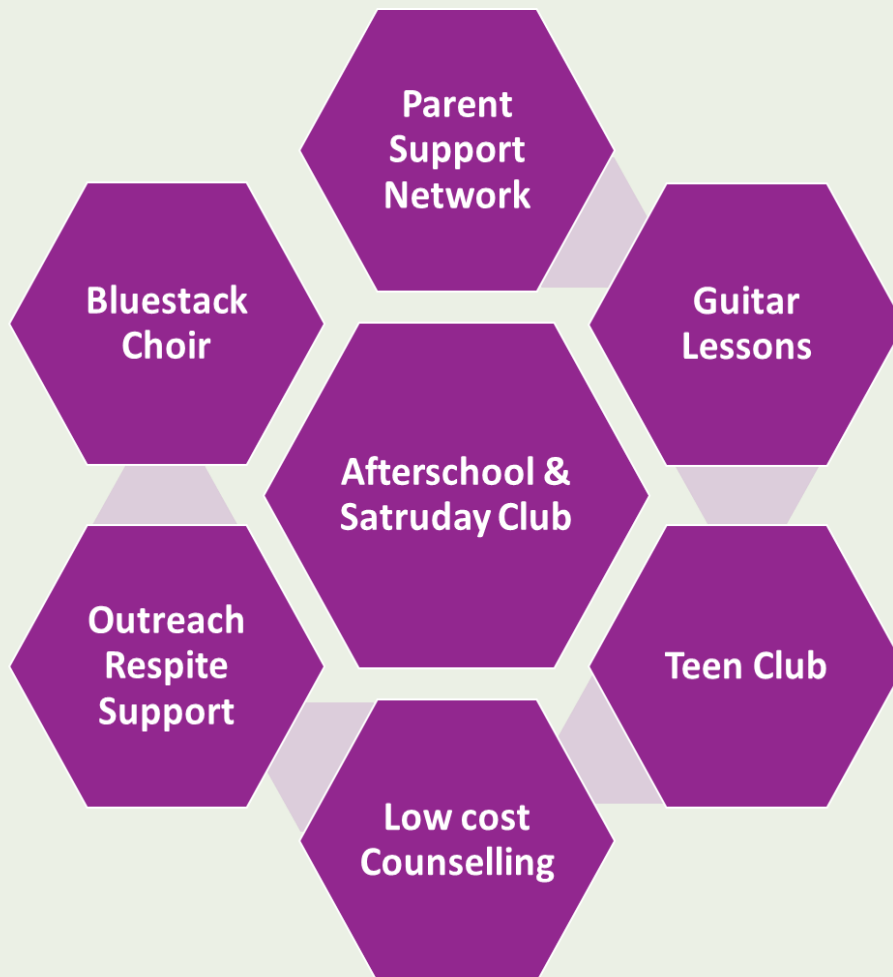 Parent
Support
Network
Bluestack
Choir
Guitar
Lessons
Afterschool &
Satruday Club
Outreach
Respite
Support
Teen Club
Low cost
Counselling